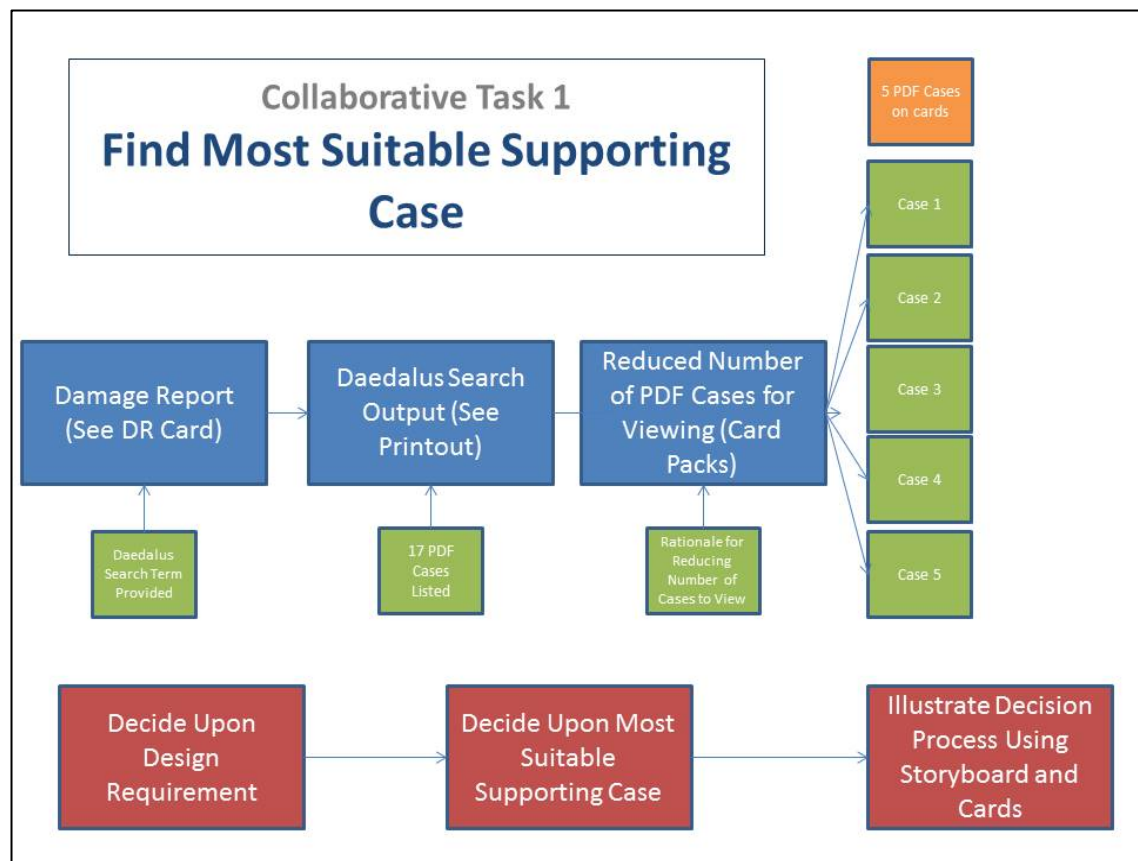 Collaborative Task 1
Find Most Suitable Supporting
Case
5 PDF Cases
on cards
Case 1
Case 2
Case 3
Case 4
Case 5
Damage Report
(See DR Card)
Daedalus Search
Output (See
Printout)
Reduced Number
of PDF Cases for
Viewing (Card
Packs)
Daedalus
Search Term
Provided
17 PDF
Cases
Listed
Rationale for
Reducing
Number of
Cases to View
Decide Upon
Design
Requirement
Decide Upon Most
Suitable
Supporting Case
Illustrate Decision
Process Using
Storyboard and
Cards